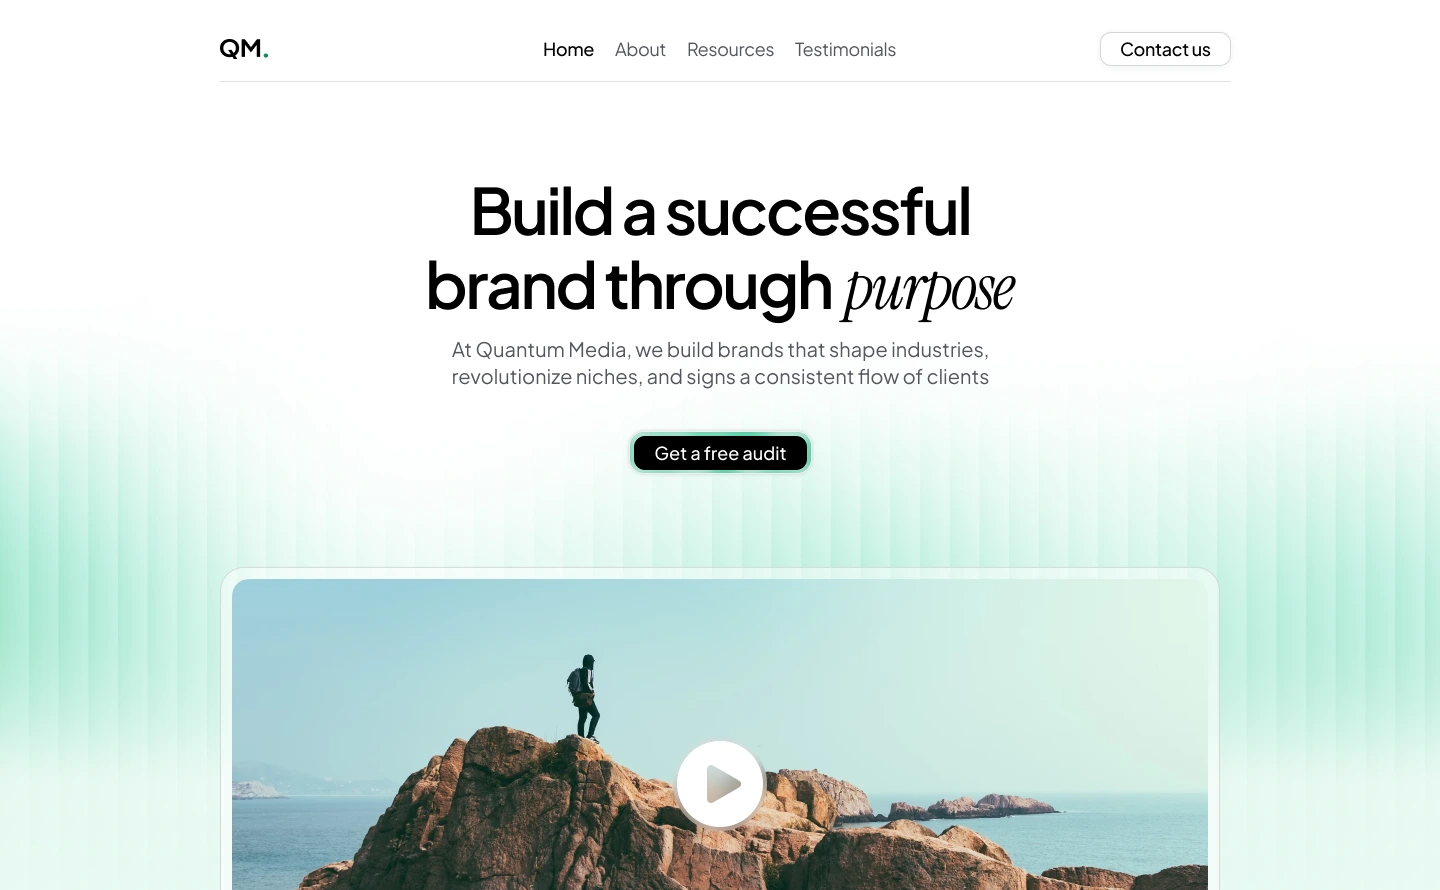 QM.
Home About Resources Testimonials
Contact us
Build a successful
brand through purpose
At Quantum Media, we build brands that shape industries,
revolutionize niches, and signs a consistent flow of clients
Get a free audit